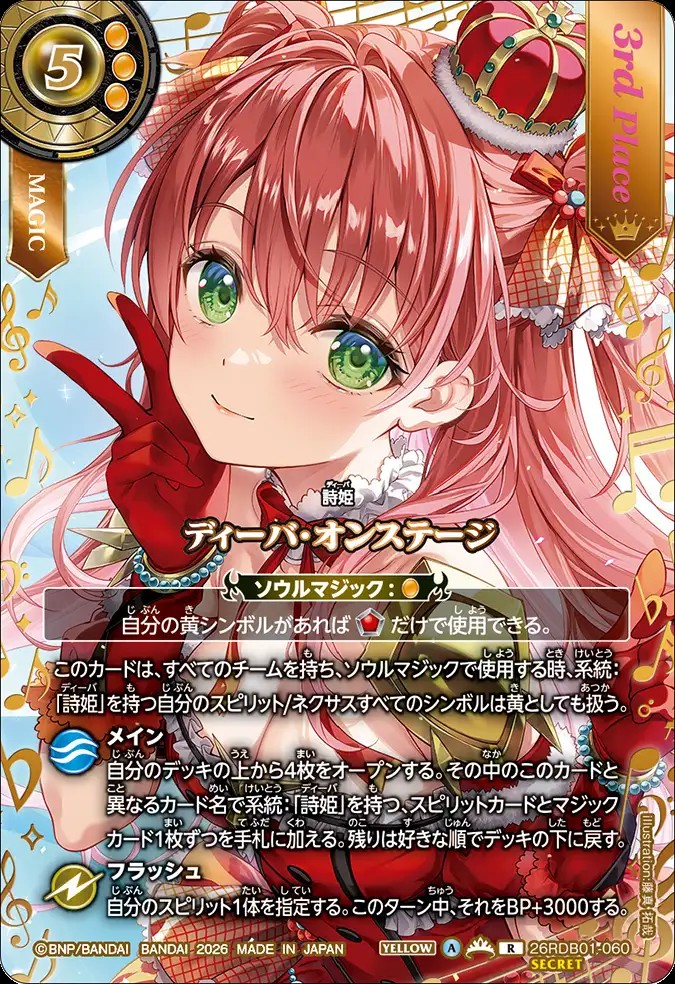 5
3rd Place
MAGIC
ディーバ
詩姫
ディーバ・オンステージ
ソウルマジック:
自分の黄シンボルがあれば だけで使用できる。
このカードは、すべてのチームを持ち、ソウルマジックで使用する時、系統:
「詩姫」を持つ自分のスピリット/ネクサスすべてのシンボルは黄としても扱う。
メイン
自分のデッキの上から4枚をオープンする。その中のこのカードと
異なるカード名で系統:「詩姫」を持つ、スピリットカードとマジック
カード1枚ずつを手札に加える。残りは好きな順でデッキの下に戻す。
フラッシュ
自分のスピリット1体を指定する。このターン中、それをBP+3000する。
illustration:藤真拓哉
©BNP/BANDAI BANDAI 2026 MADE IN JAPAN YELLOW A R 26RDB01-060
SECRET